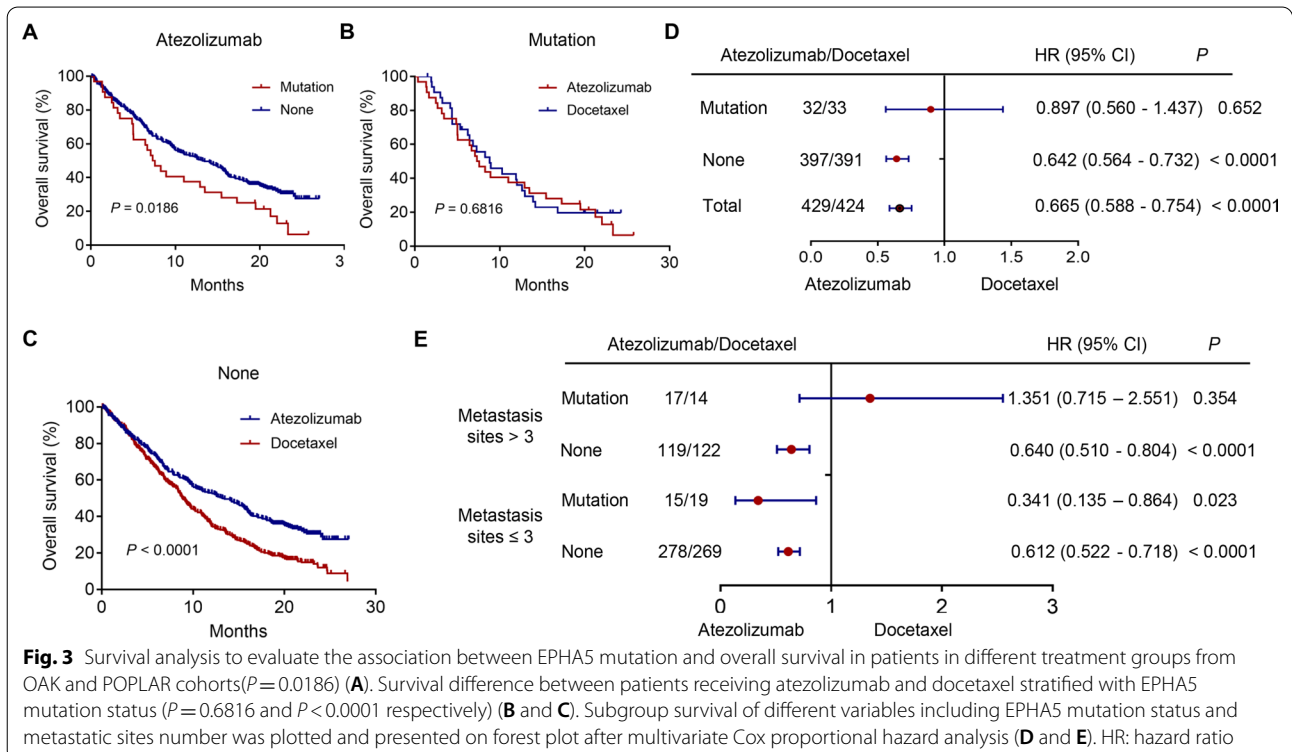 A
Atezolizumab
Overall survival (%)
100
80
60
40
20
0
Mutation
None
P = 0.0186
0 10 20 3
Months
B
Mutation
Overall survival (%)
100
80
60
40
20
0
Atezolizumab
Docetaxel
P = 0.6816
0 10 20 30
Months
C
None
Overall survival (%)
100
80
60
40
20
0
Atezolizumab
Docetaxel
P < 0.0001
0 10 20 30
Months
D
Atezolizumab/Docetaxel HR (95% CI) P
Mutation 32/33 0.897 (0.560 - 1.437) 0.652
None 397/391 0.642 (0.564 - 0.732) < 0.0001
Total 429/424 0.665 (0.588 - 0.754) < 0.0001
0.0 0.5 1.0 1.5 2.0
Atezolizumab Docetaxel
E
Atezolizumab/Docetaxel HR (95% CI) P
Metastasis
sites > 3
Mutation 17/14 1.351 (0.715 – 2.551) 0.354
None 119/122 0.640 (0.510 - 0.804) < 0.0001
Metastasis
sites ≤ 3
Mutation 15/19 0.341 (0.135 – 0.864) 0.023
None 278/269 0.612 (0.522 - 0.718) < 0.0001
0 1 2 3
Atezolizumab Docetaxel
Fig. 3 Survival analysis to evaluate the association between EPHA5 mutation and overall survival in patients in different treatment groups from
OAK and POPLAR cohorts(P = 0.0186) (A). Survival difference between patients receiving atezolizumab and docetaxel stratified with EPHA5
mutation status (P = 0.6816 and P < 0.0001 respectively) (B and C). Subgroup survival of different variables including EPHA5 mutation status and
metastatic sites number was plotted and presented on forest plot after multivariate Cox proportional hazard analysis (D and E). HR: hazard ratio